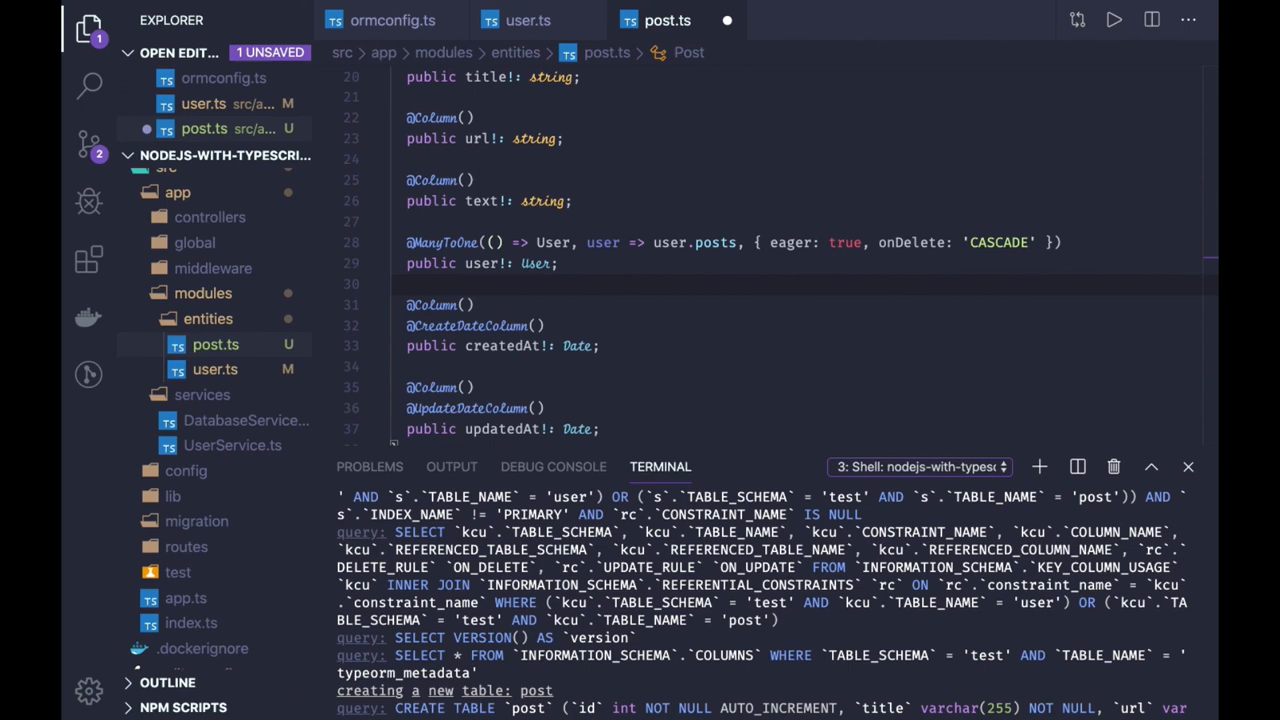 EXPLORER
ormconfig.ts
user.ts
post.ts
1
OPEN EDIT...
1 UNSAVED
ormconfig.ts
user.ts src/a... M
post.ts src/a... U
2
NODEJS-WITH-TYPESCRI...
src
app
controllers
global
middleware
modules
entities
post.ts U
user.ts M
services
DatabaseService...
UserService.ts
config
lib
migration
routes
test
app.ts
index.ts
.dockerignore
OUTLINE
NPM SCRIPTS
src > app > modules > entities > post.ts > Post
20 public title!: string;
21
22 @Column()
23 public url!: string;
24
25 @Column()
26 public text!: string;
27
28 @ManyToOne(() => User, user => user.posts, { eager: true, onDelete: 'CASCADE' })
29 public user!: User;
30
31 @Column()
32 @CreateDateColumn()
33 public createdAt!: Date;
34
35 @Column()
36 @UpdateDateColumn()
37 public updatedAt!: Date;
PROBLEMS OUTPUT DEBUG CONSOLE TERMINAL
3: Shell: nodejs-with-typesc
' AND `s`.`TABLE_NAME` = 'user') OR (`s`.`TABLE_SCHEMA` = 'test' AND `s`.`TABLE_NAME` = 'post')) AND `
s`.`INDEX_NAME` != 'PRIMARY' AND `rc`.`CONSTRAINT_NAME` IS NULL
query: SELECT `kcu`.`TABLE_SCHEMA`, `kcu`.`TABLE_NAME`, `kcu`.`CONSTRAINT_NAME`, `kcu`.`COLUMN_NAME`,
`kcu`.`REFERENCED_TABLE_SCHEMA`, `kcu`.`REFERENCED_TABLE_NAME`, `kcu`.`REFERENCED_COLUMN_NAME`, `rc`.`
DELETE_RULE` `ON_DELETE`, `rc`.`UPDATE_RULE` `ON_UPDATE` FROM `INFORMATION_SCHEMA`.`KEY_COLUMN_USAGE`
`kcu` INNER JOIN `INFORMATION_SCHEMA`.`REFERENTIAL_CONSTRAINTS` `rc` ON `rc`.`constraint_name` = `kcu`
.`constraint_name` WHERE (`kcu`.`TABLE_SCHEMA` = 'test' AND `kcu`.`TABLE_NAME` = 'user') OR (`kcu`.`TA
BLE_SCHEMA` = 'test' AND `kcu`.`TABLE_NAME` = 'post')
query: SELECT VERSION() AS `version`
query: SELECT * FROM `INFORMATION_SCHEMA`.`COLUMNS` WHERE `TABLE_SCHEMA` = 'test' AND `TABLE_NAME` = '
typeorm_metadata'
creating a new table: post
query: CREATE TABLE `post` (`id` int NOT NULL AUTO_INCREMENT, `title` varchar(255) NOT NULL, `url` var